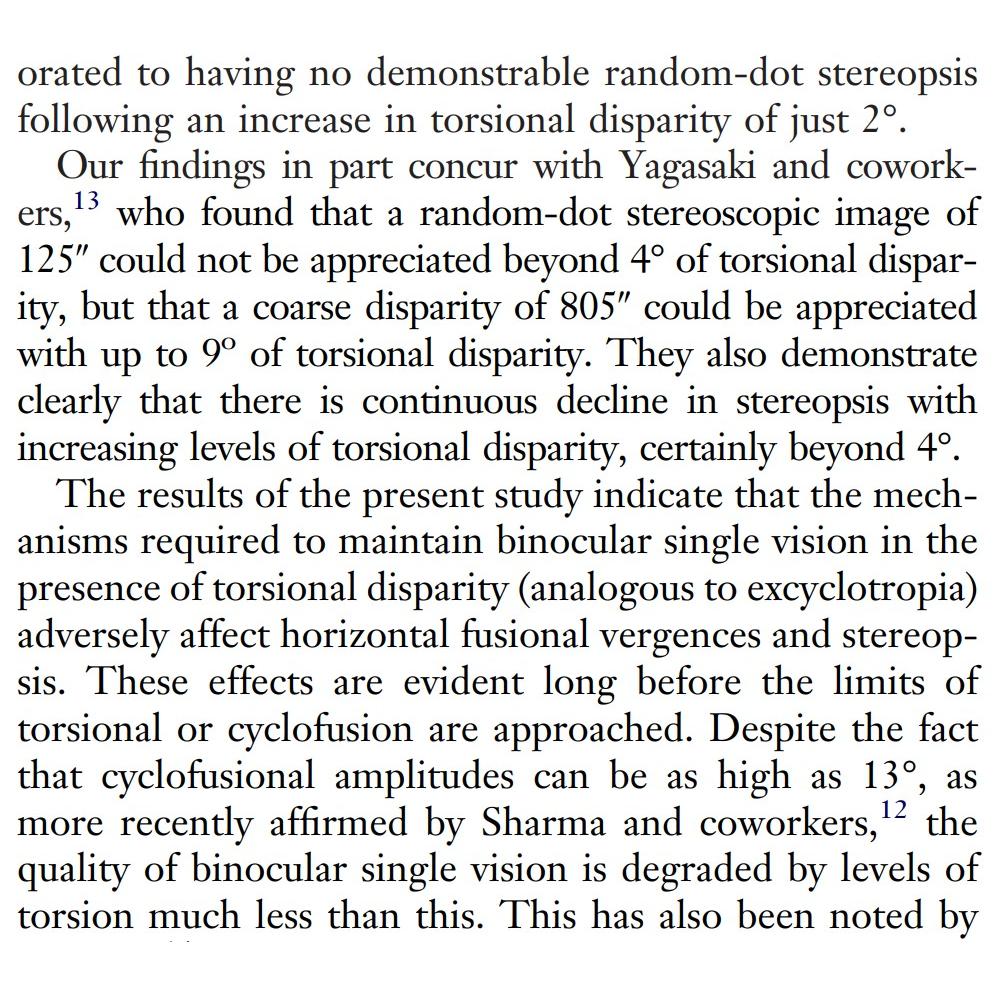 orated to having no demonstrable random-dot stereopsis
following an increase in torsional disparity of just 2°.
Our findings in part concur with Yagasaki and cowork-
ers,13 who found that a random-dot stereoscopic image of
125″ could not be appreciated beyond 4° of torsional dispar-
ity, but that a coarse disparity of 805″ could be appreciated
with up to 9° of torsional disparity. They also demonstrate
clearly that there is continuous decline in stereopsis with
increasing levels of torsional disparity, certainly beyond 4°.
The results of the present study indicate that the mech-
anisms required to maintain binocular single vision in the
presence of torsional disparity (analogous to excyclotropia)
adversely affect horizontal fusional vergences and stereop-
sis. These effects are evident long before the limits of
torsional or cyclofusion are approached. Despite the fact
that cyclofusional amplitudes can be as high as 13°, as
more recently affirmed by Sharma and coworkers,12 the
quality of binocular single vision is degraded by levels of
torsion much less than this. This has also been noted by